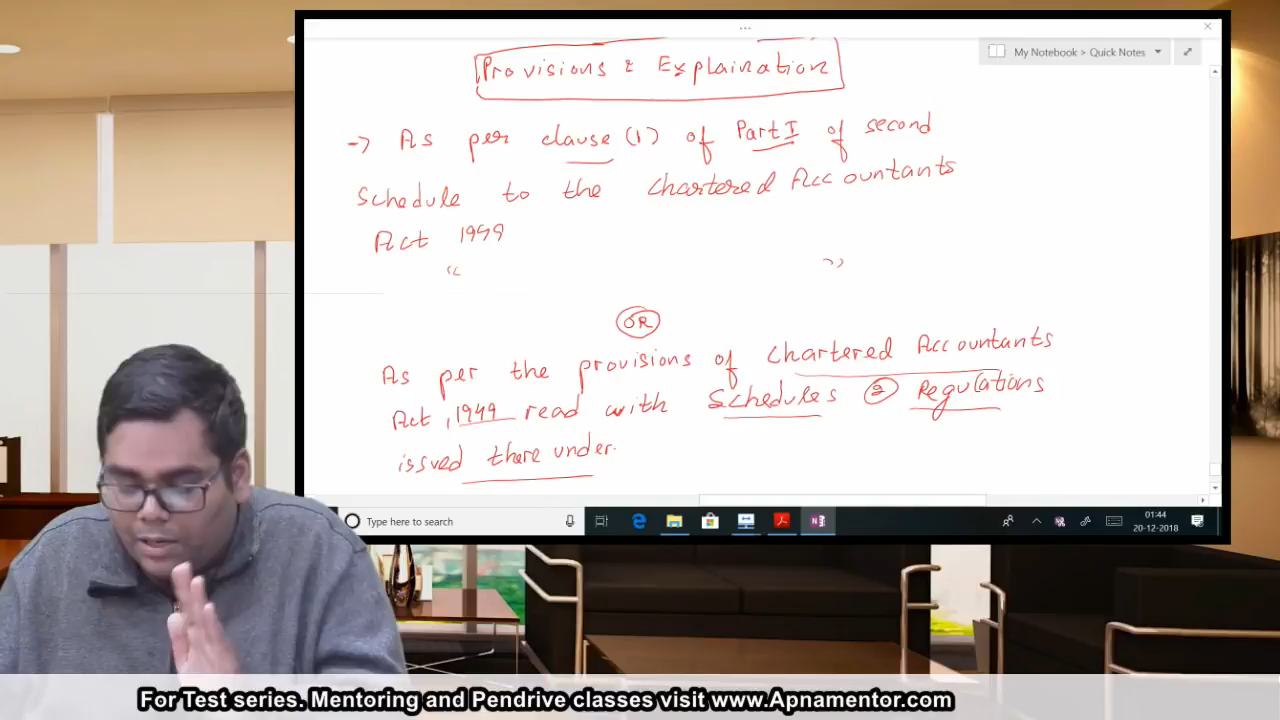 ...
My Notebook > Quick Notes
Provisions & Explaination
→ As per clause (1) of Part I of second
Schedule to the Chartered Accountants
Act 1949
“ ”
OR
As per the provisions of Chartered Accountants
Act, 1949 read with Schedules & Regulations
issued there under.
Type here to search
01:44
20-12-2018
For Test series. Mentoring and Pendrive classes visit www.Apnamentor.com